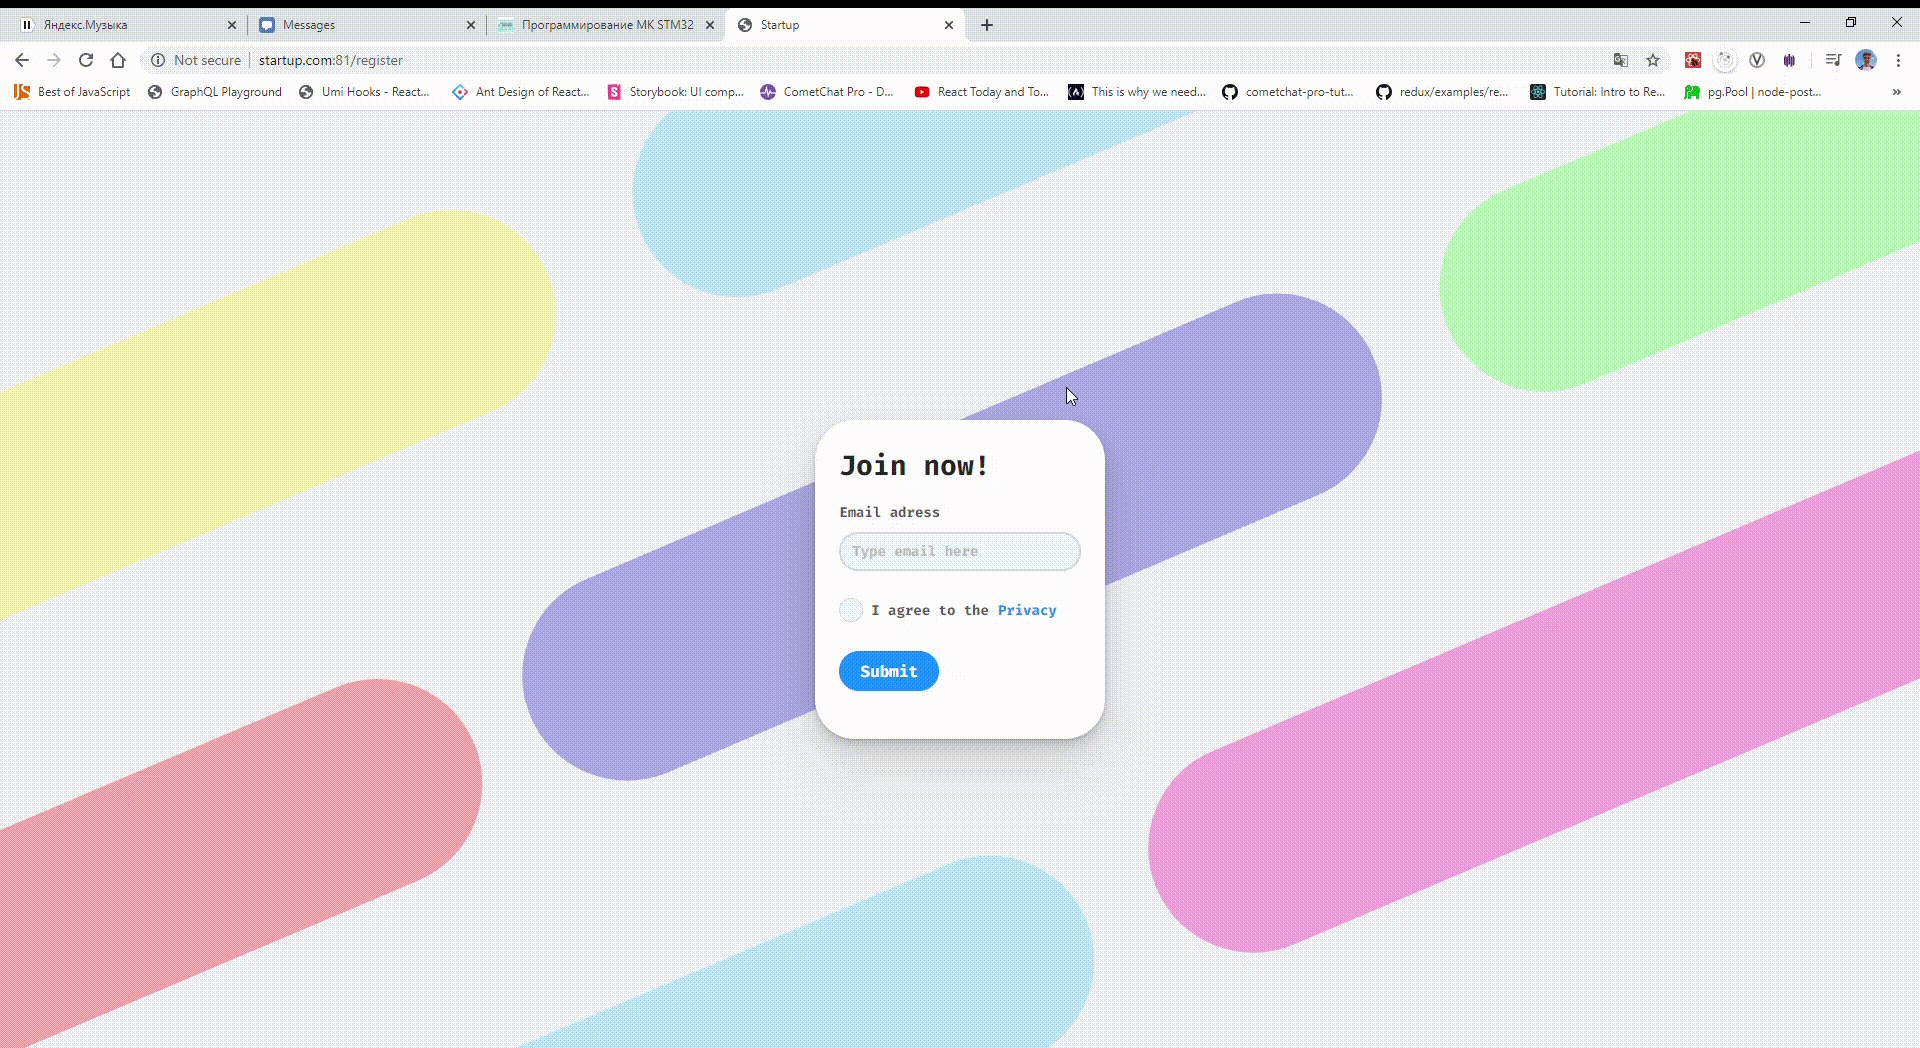 Яндекс.Музыка
Messages
Программирование МК STM32
Startup
Not secure
startup.com:81/register
Best of JavaScript
GraphQL Playground
Umi Hooks - React...
Ant Design of React...
Storybook: UI comp...
CometChat Pro - D...
React Today and To...
This is why we need...
cometchat-pro-tut...
redux/examples/re...
Tutorial: Intro to Re...
pg.Pool | node-post...
Join now!
Email adress
Type email here
I agree to the Privacy
Submit